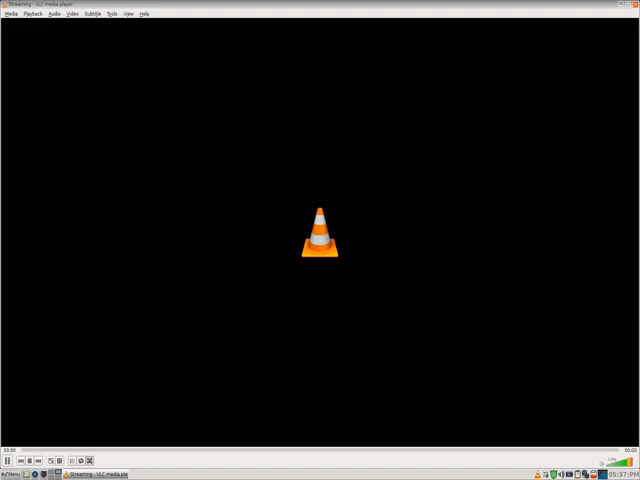 Streaming - VLC media player
Media Playback Audio Video Subtitle Tools View Help
00:00 00:00
Menu Streaming - VLC media pla 05:37:PM